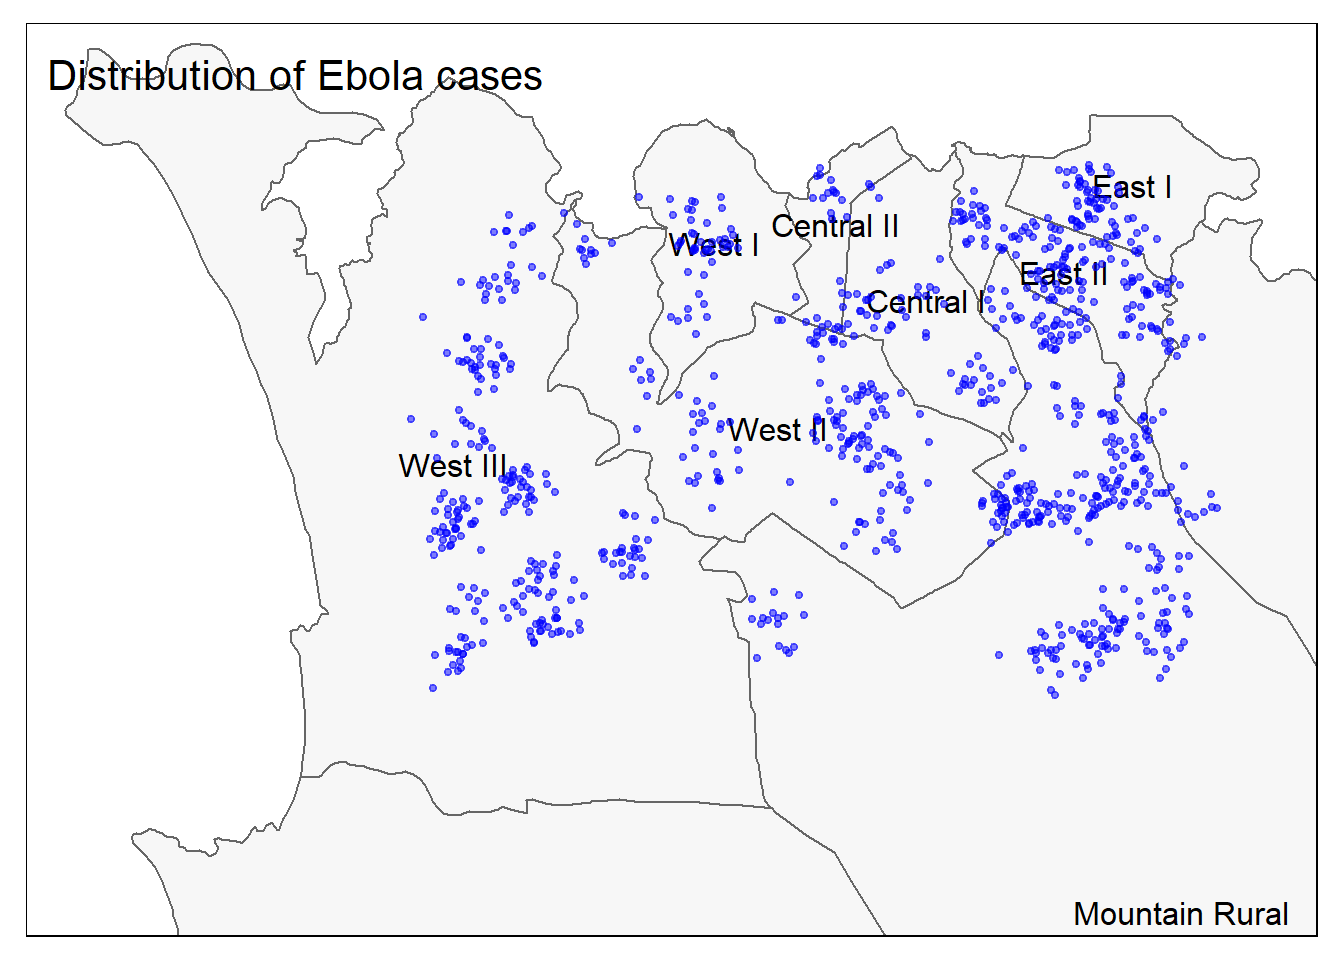 Distribution of Ebola cases
East I
Central II
West I
East II
Central I
West II
West III
Mountain Rural